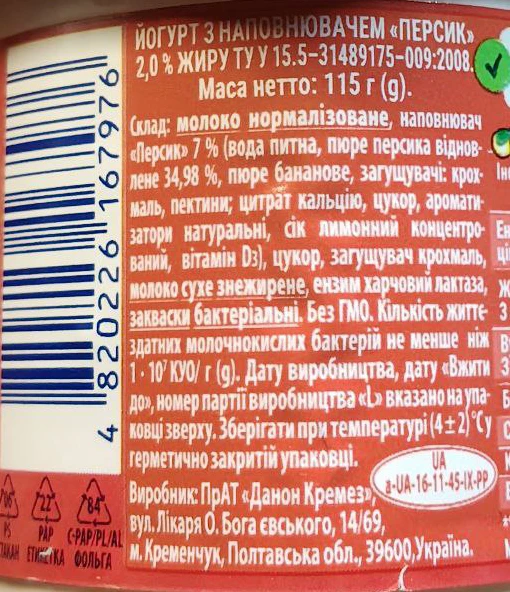 ЙОГУРТ З НАПОВНЮВАЧЕМ «ПЕРСИК»
2,0 % ЖИРУ ТУ У 15.5-31489175-009:2008.
Маса нетто: 115 г (g).
Склад: молоко нормалізоване, наповнювач
«Персик» 7 % (вода питна, пюре персика віднов-
лене 34,98 %, пюре бананове, загущувачі: крох-
маль, пектини; цитрат кальцію, цукор, аромати-
затори натуральні, сік лимонний концентро-
ваний, вітамін D3), цукор, загущувач крохмаль,
молоко сухе знежирене, ензим харчовий лактаза,
закваски бактеріальні. Без ГМО. Кількість життє-
здатних молочнокислих бактерій не менше ніж
1·10⁷ КУО/ г (g). Дату виробництва, дату «Вжити
до», номер партії виробництва «L» вказано на упа-
ковці зверху. Зберігати при температурі (4±2)°С у
герметично закритій упаковці.
Виробник: ПрАТ «Данон Кремез»,
вул. Лікаря О. Богаєвського, 14/69,
м. Кременчук, Полтавська обл., 39600, Україна.
UA
a-UA-16-11-45-IX-PP
4 820226 167976
22 84
PS PAP C-PAP/PL/AL
ЕТИКЕТКА ФОЛЬГА